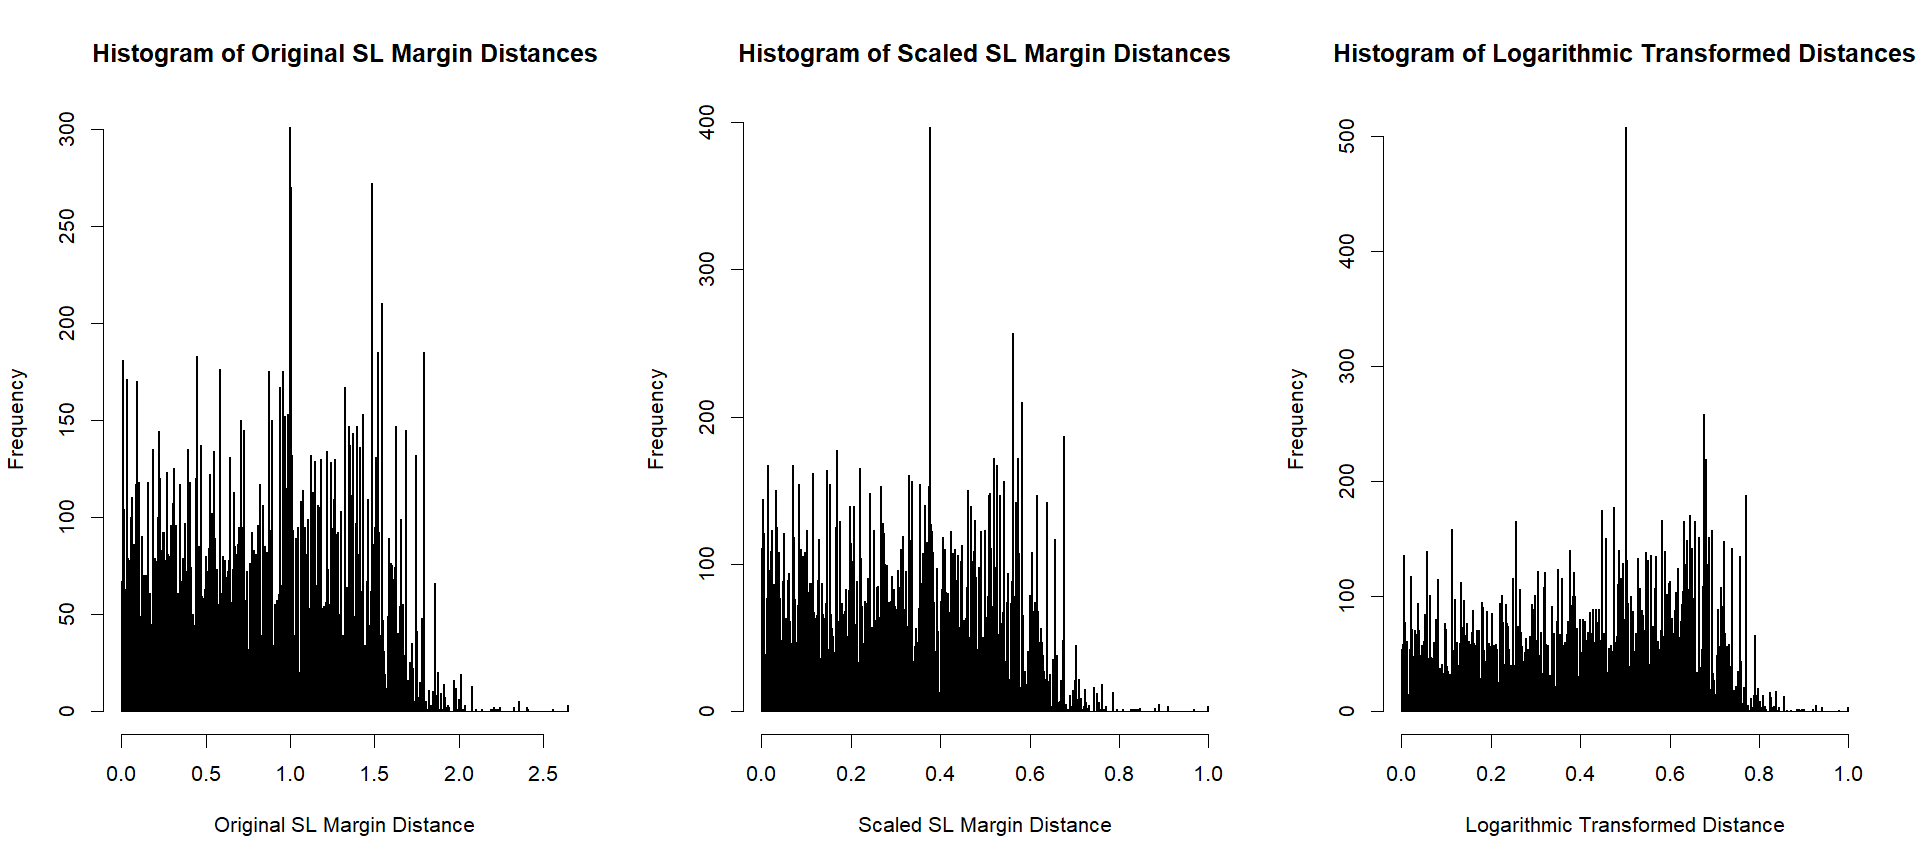 Histogram of Original SL Margin Distances
Frequency
0
50
100
150
200
250
300
0.0 0.5 1.0 1.5 2.0 2.5
Original SL Margin Distance
Histogram of Scaled SL Margin Distances
Frequency
0
100
200
300
400
0.0 0.2 0.4 0.6 0.8 1.0
Scaled SL Margin Distance
Histogram of Logarithmic Transformed Distances
Frequency
0
100
200
300
400
500
0.0 0.2 0.4 0.6 0.8 1.0
Logarithmic Transformed Distance